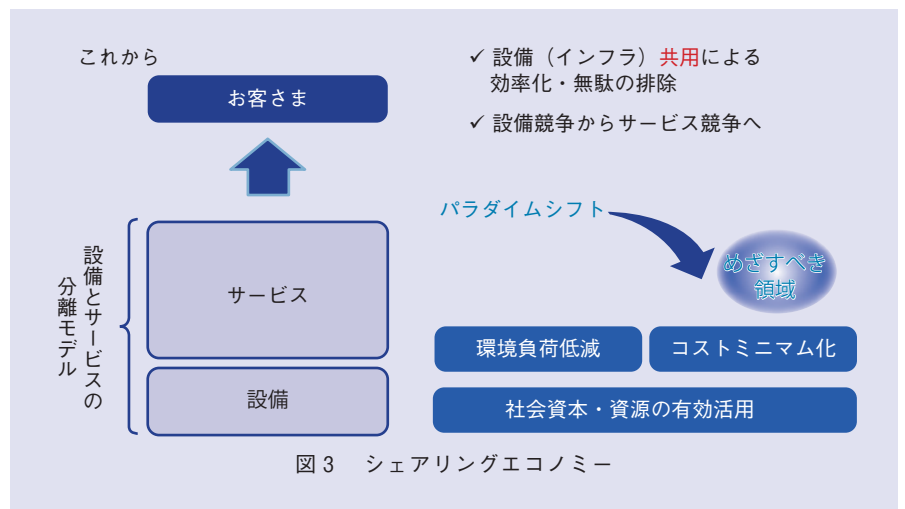 これから
お客さま
サービス
設備
設備とサービスの
分離モデル
✓ 設備（インフラ）共用による
効率化・無駄の排除
✓ 設備競争からサービス競争へ
パラダイムシフト
めざすべき
領域
環境負荷低減
コストミニマム化
社会資本・資源の有効活用
図3　シェアリングエコノミー